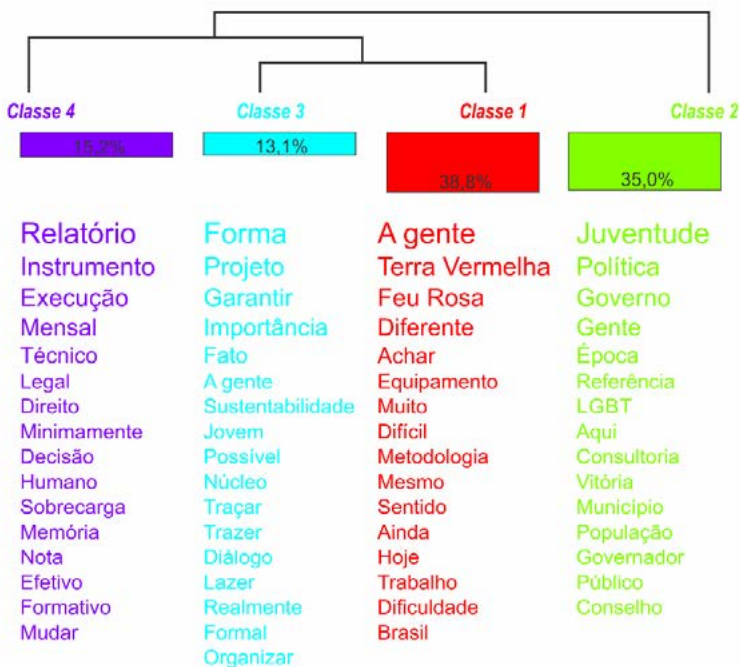 Classe 4
Classe 3
Classe 1
Classe 2
15,2%
13,1%
38,8%
35,0%
Relatório
Instrumento
Execução
Mensal
Técnico
Legal
Direito
Minimamente
Decisão
Humano
Sobrecarga
Memória
Nota
Efetivo
Formativo
Mudar
Forma
Projeto
Garantir
Importância
Fato
A gente
Sustentabilidade
Jovem
Possível
Núcleo
Traçar
Trazer
Diálogo
Lazer
Realmente
Formal
Organizar
A gente
Terra Vermelha
Feu Rosa
Diferente
Achar
Equipamento
Muito
Difícil
Metodologia
Mesmo
Sentido
Ainda
Hoje
Trabalho
Dificuldade
Brasil
Juventude
Política
Governo
Gente
Época
Referência
LGBT
Aqui
Consultoria
Vitória
Município
População
Governador
Público
Conselho